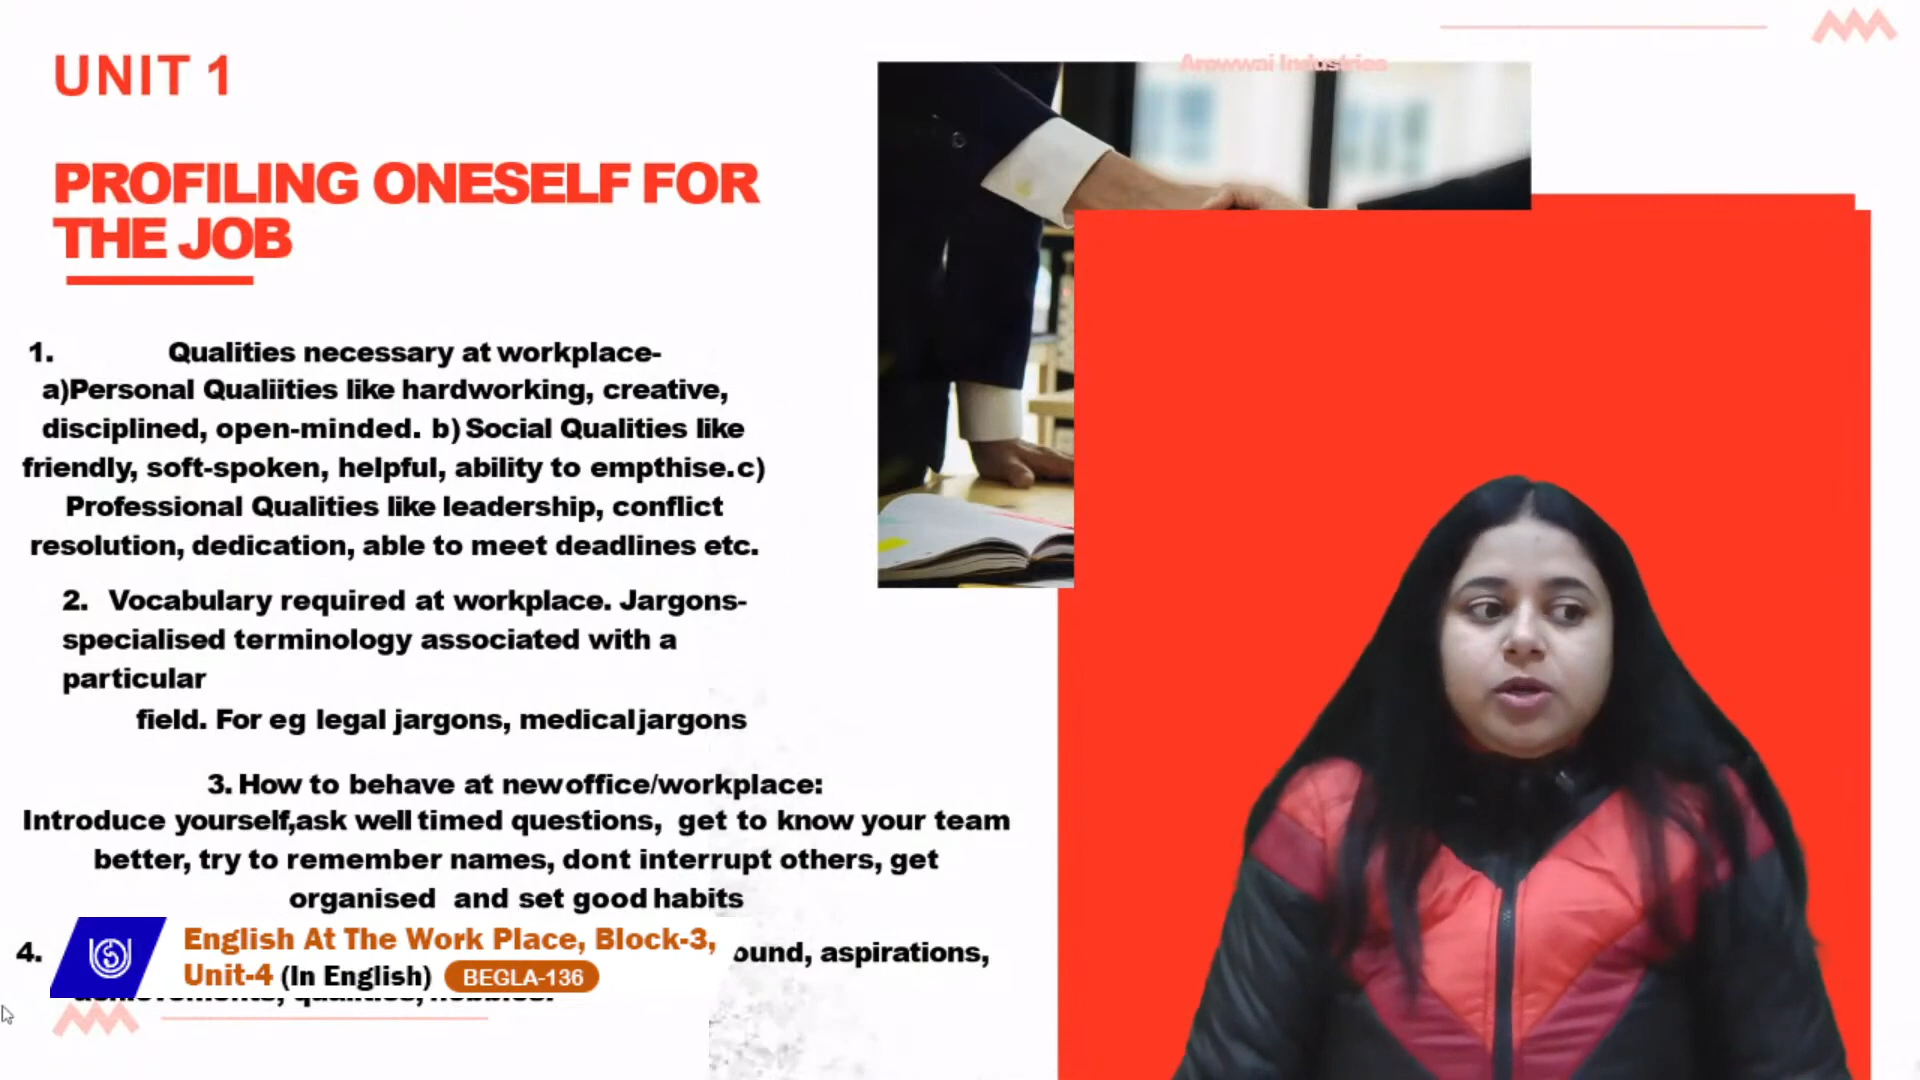 UNIT 1
Arowwai Industries
PROFILING ONESELF FOR
THE JOB
1. Qualities necessary at workplace-
a)Personal Qualiities like hardworking, creative,
disciplined, open-minded. b) Social Qualities like
friendly, soft-spoken, helpful, ability to empthise.c)
Professional Qualities like leadership, conflict
resolution, dedication, able to meet deadlines etc.
2. Vocabulary required at workplace. Jargons-
specialised terminology associated with a
particular
field. For eg legal jargons, medical jargons
3. How to behave at new office/workplace:
Introduce yourself,ask well timed questions, get to know your team
better, try to remember names, dont interrupt others, get
organised and set good habits
4. ound, aspirations,
English At The Work Place, Block-3,
Unit-4 (In English) BEGLA-136